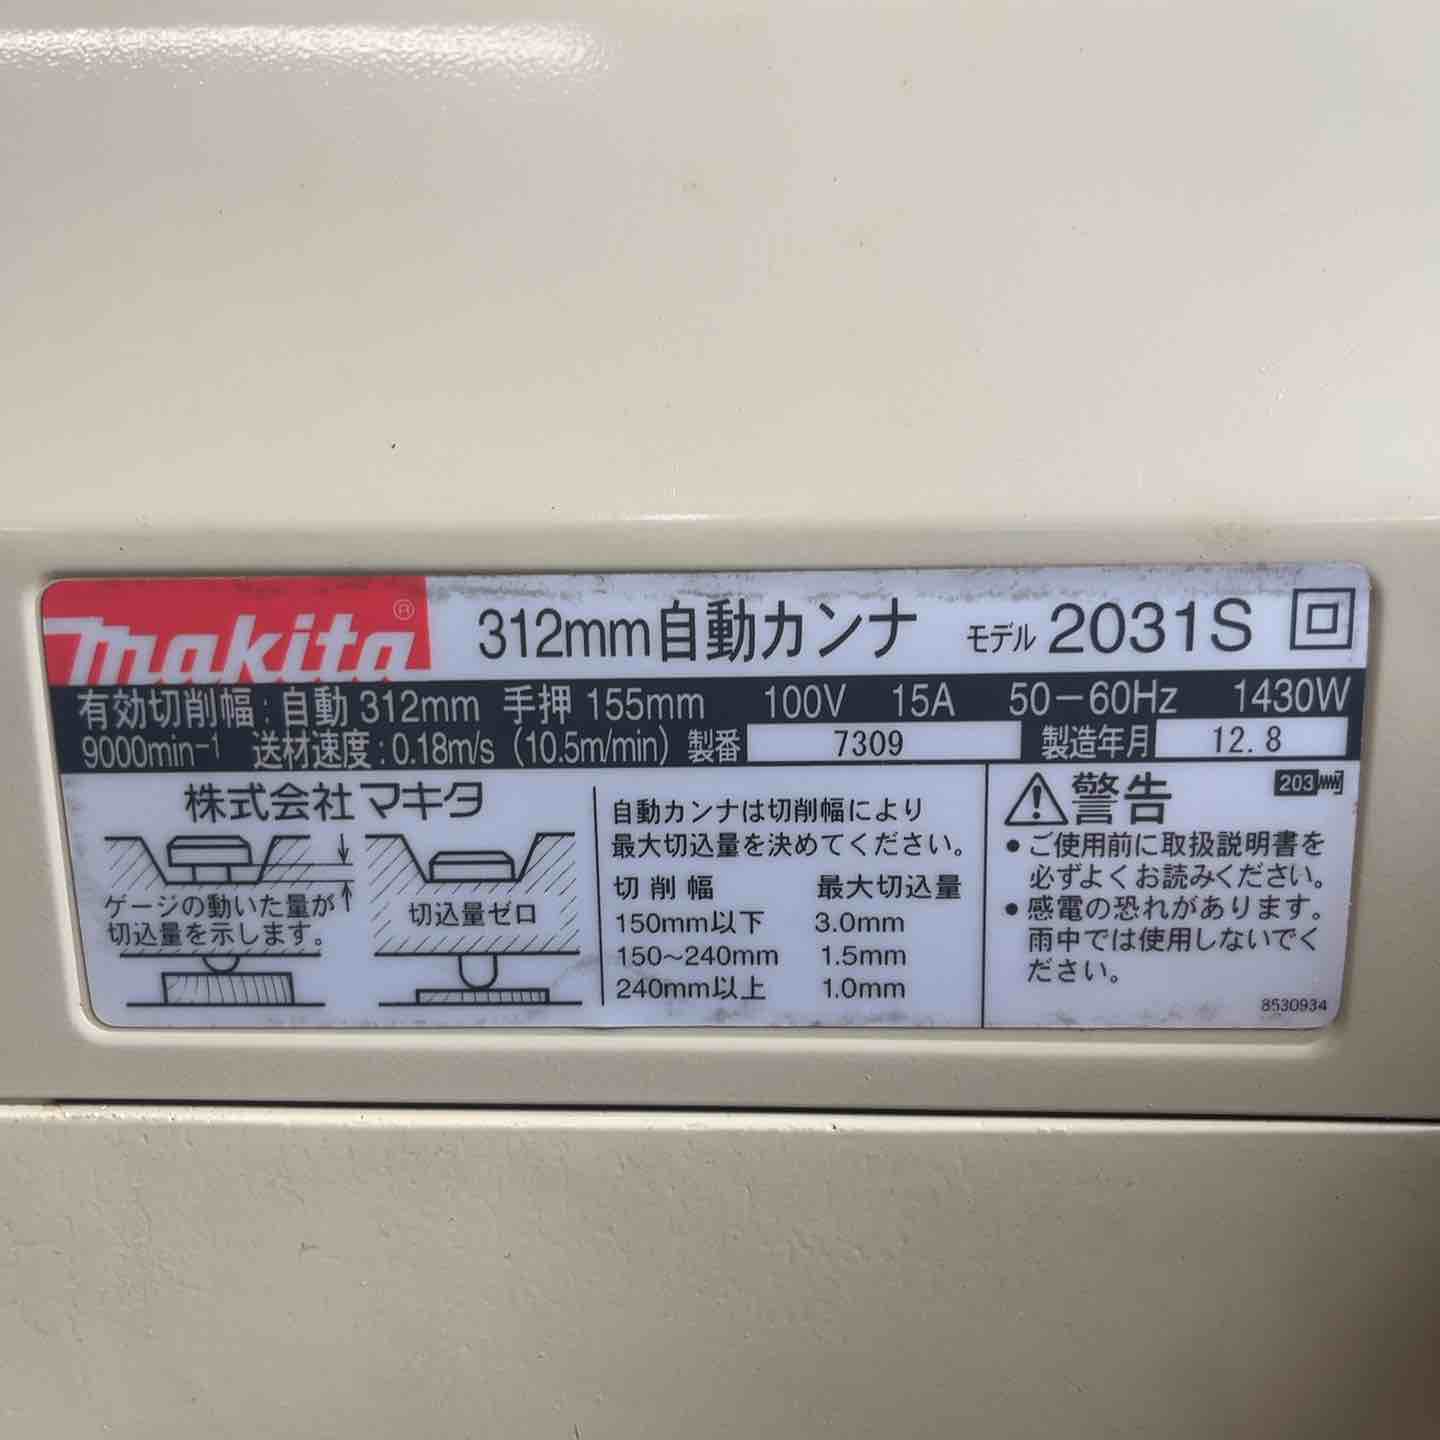 makita®
312mm自動カンナ モデル 2031S
有効切削幅:自動 312mm 手押 155mm 100V 15A 50-60Hz 1430W
9000min-1 送材速度:0.18m/s (10.5m/min) 製番 7309 製造年月 12.8
株式会社マキタ
ゲージの動いた量が
切込量を示します。
切込量ゼロ
自動カンナは切削幅により
最大切込量を決めてください。
切削幅 最大切込量
150mm以下 3.0mm
150~240mm 1.5mm
240mm以上 1.0mm
警告
203
●ご使用前に取扱説明書を
必ずよくお読みください。
●感電の恐れがあります。
雨中では使用しないでく
ださい。
8530934